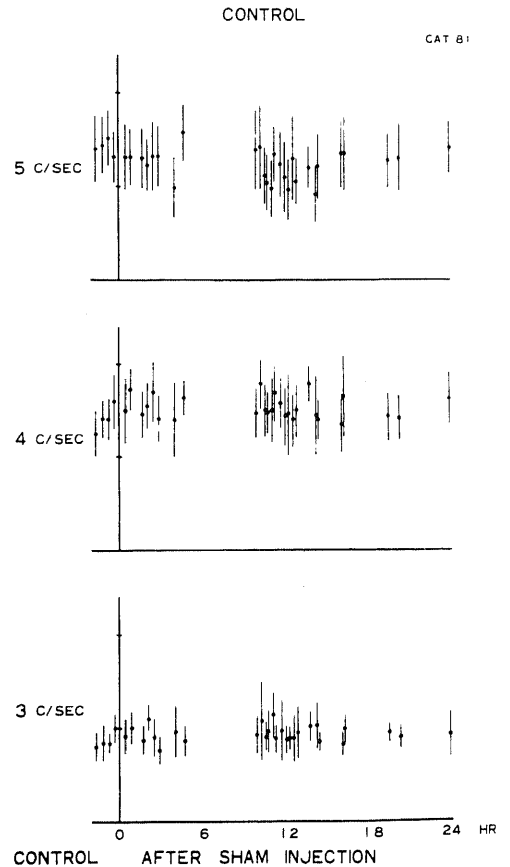 CONTROL
CAT 81
5 C/SEC
4 C/SEC
3 C/SEC
0 6 12 18 24 HR
CONTROL AFTER SHAM INJECTION